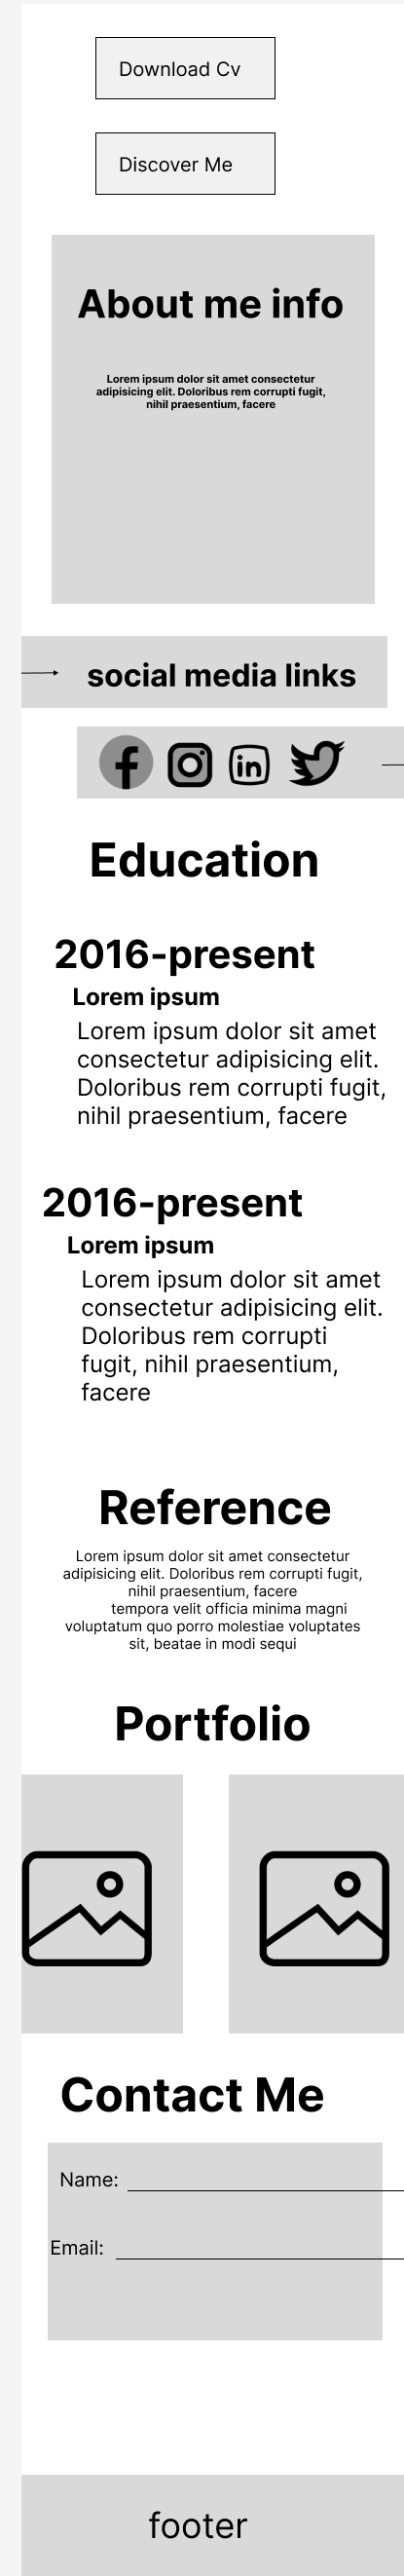 Download Cv
Discover Me
About me info
Lorem ipsum dolor sit amet consectetur
adipisicing elit. Doloribus rem corrupti fugit,
nihil praesentium, facere
social media links
Education
2016-present
Lorem ipsum
Lorem ipsum dolor sit amet
consectetur adipisicing elit.
Doloribus rem corrupti fugit,
nihil praesentium, facere
2016-present
Lorem ipsum
Lorem ipsum dolor sit amet
consectetur adipisicing elit.
Doloribus rem corrupti
fugit, nihil praesentium,
facere
Reference
Lorem ipsum dolor sit amet consectetur
adipisicing elit. Doloribus rem corrupti fugit,
nihil praesentium, facere
tempora velit officia minima magni
voluptatum quo porro molestiae voluptates
sit, beatae in modi sequi
Portfolio
Contact Me
Name:
Email:
footer